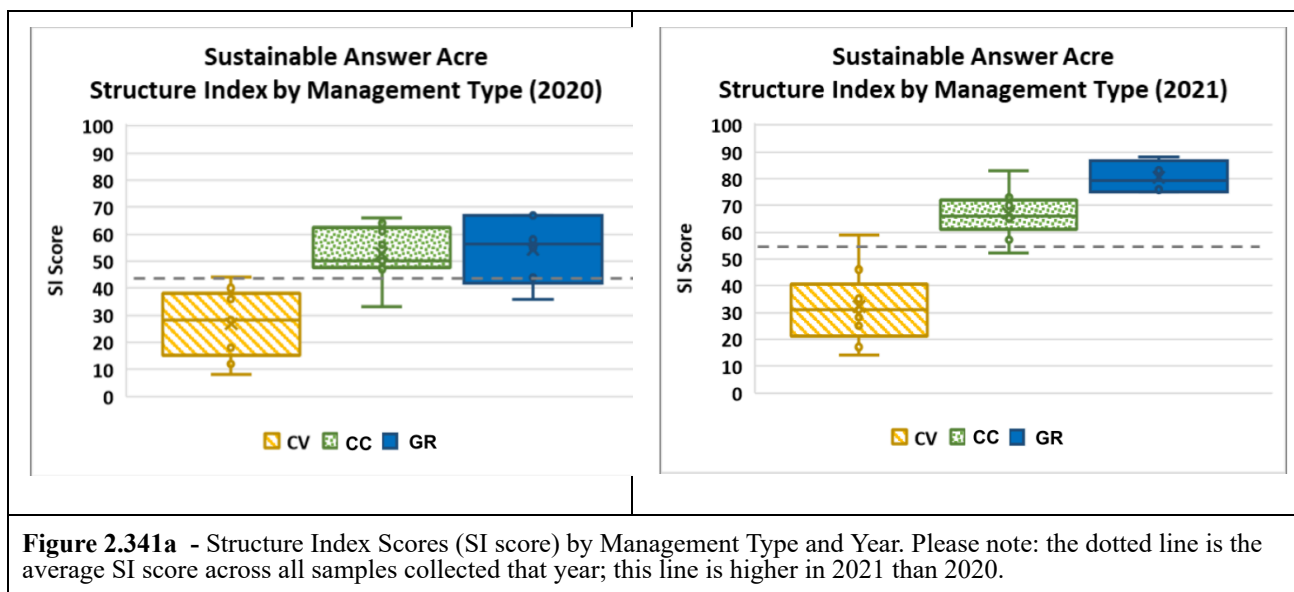 Sustainable Answer Acre
Structure Index by Management Type (2020)
100
90
80
70
60
50
40
30
20
10
0
SI Score
CV CC GR
Sustainable Answer Acre
Structure Index by Management Type (2021)
100
90
80
70
60
50
40
30
20
10
0
SI Score
CV CC GR
Figure 2.341a - Structure Index Scores (SI score) by Management Type and Year. Please note: the dotted line is the
average SI score across all samples collected that year; this line is higher in 2021 than 2020.